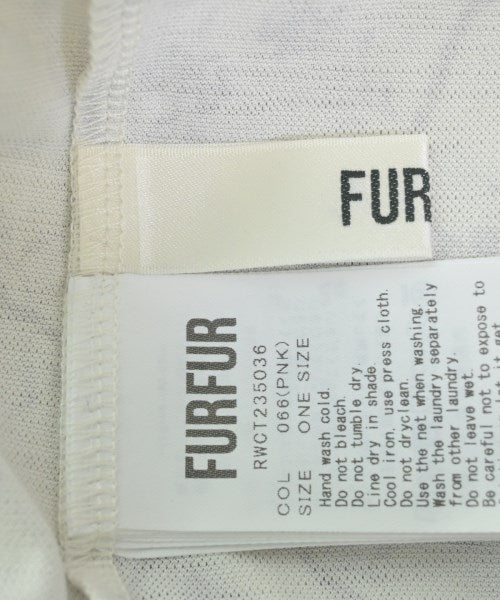 FUR
FURFUR
RWCT235036
COL 066(PNK)
SIZE ONE SIZE
Hand wash cold.
Do not bleach.
Do not tumble dry.
Line dry in shade.
Cool iron, use press cloth.
Do not dryclean.
Use the net when washing.
Wash the laundry separately
from other laundry.
Do not leave wet.
Be careful not to expose to